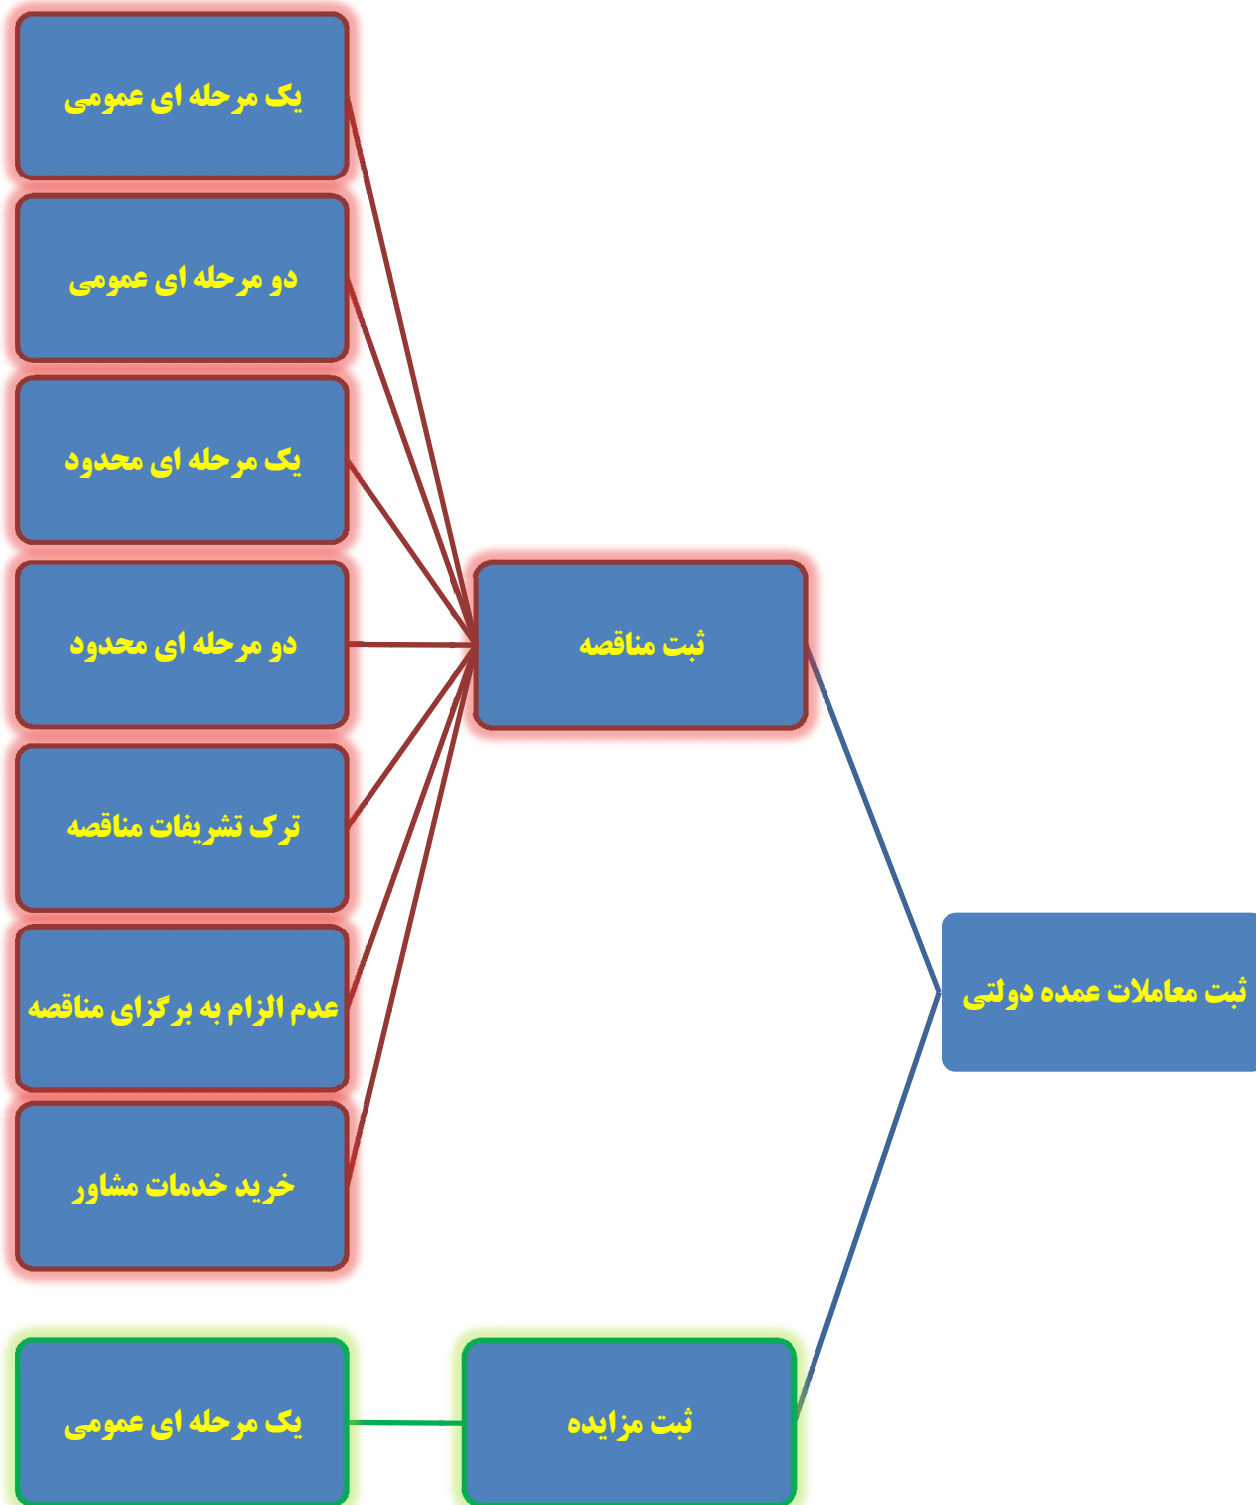 ثبت معاملات عمده دولتی
ثبت مناقصه
یک مرحله ای عمومی
دو مرحله ای عمومی
یک مرحله ای محدود
دو مرحله ای محدود
ترک تشریفات مناقصه
عدم الزام به برگزای مناقصه
خرید خدمات مشاور
ثبت مزایده
یک مرحله ای عمومی